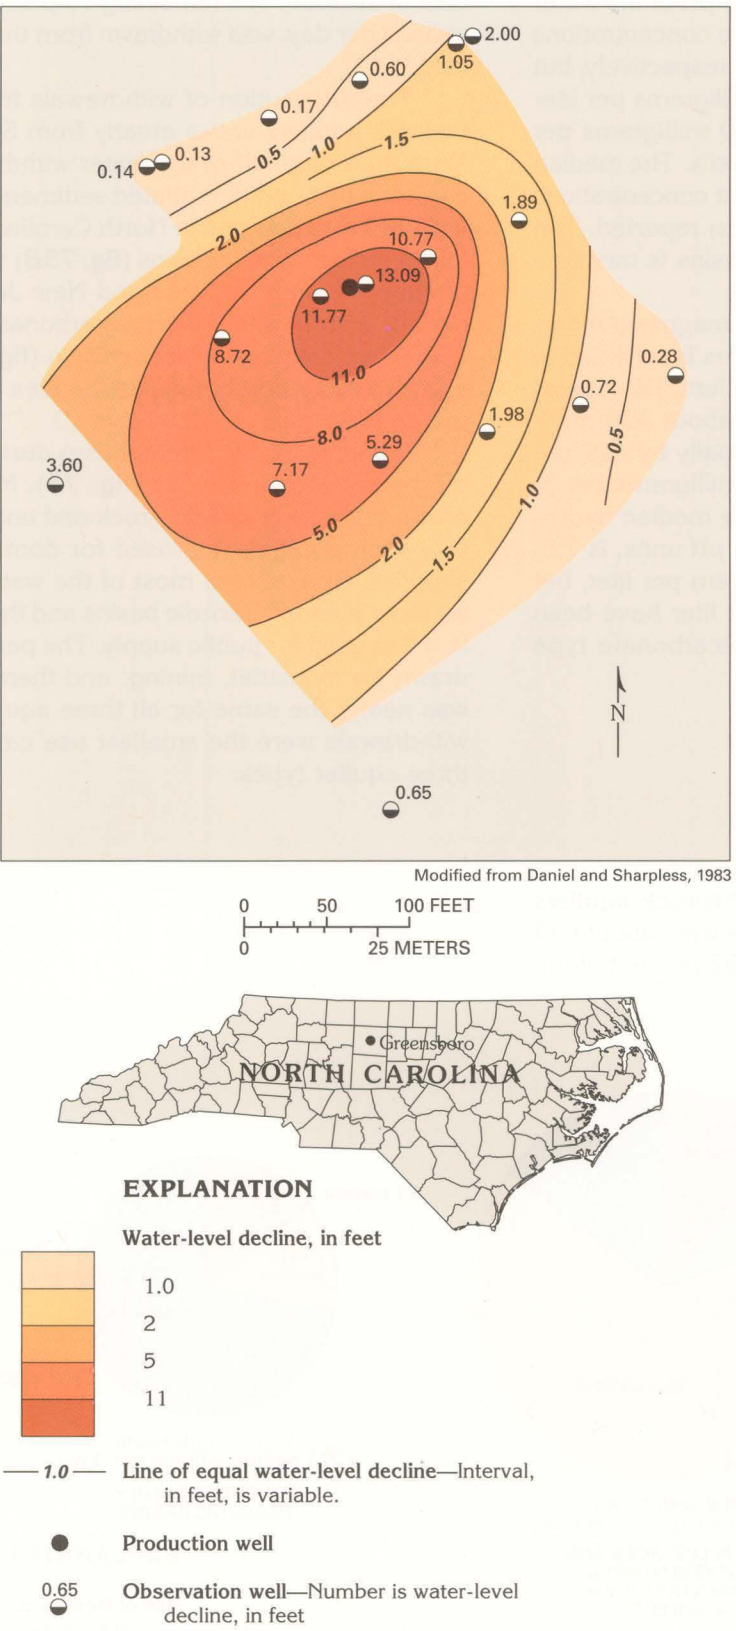 2.00
1.05
0.60
0.17
0.13
0.14
0.5
1.0
1.5
1.89
2.0
10.77
13.09
11.77
8.72
11.0
0.28
0.72
1.98
8.0
5.29
0.5
3.60
7.17
1.0
5.0
2.0
1.5
N
0.65
Modified from Daniel and Sharpless, 1983
0 50 100 FEET
0 25 METERS
Greensboro
NORTH CAROLINA
EXPLANATION
Water-level decline, in feet
1.0
2
5
11
1.0 Line of equal water-level decline—Interval,
in feet, is variable.
Production well
0.65 Observation well—Number is water-level
decline, in feet